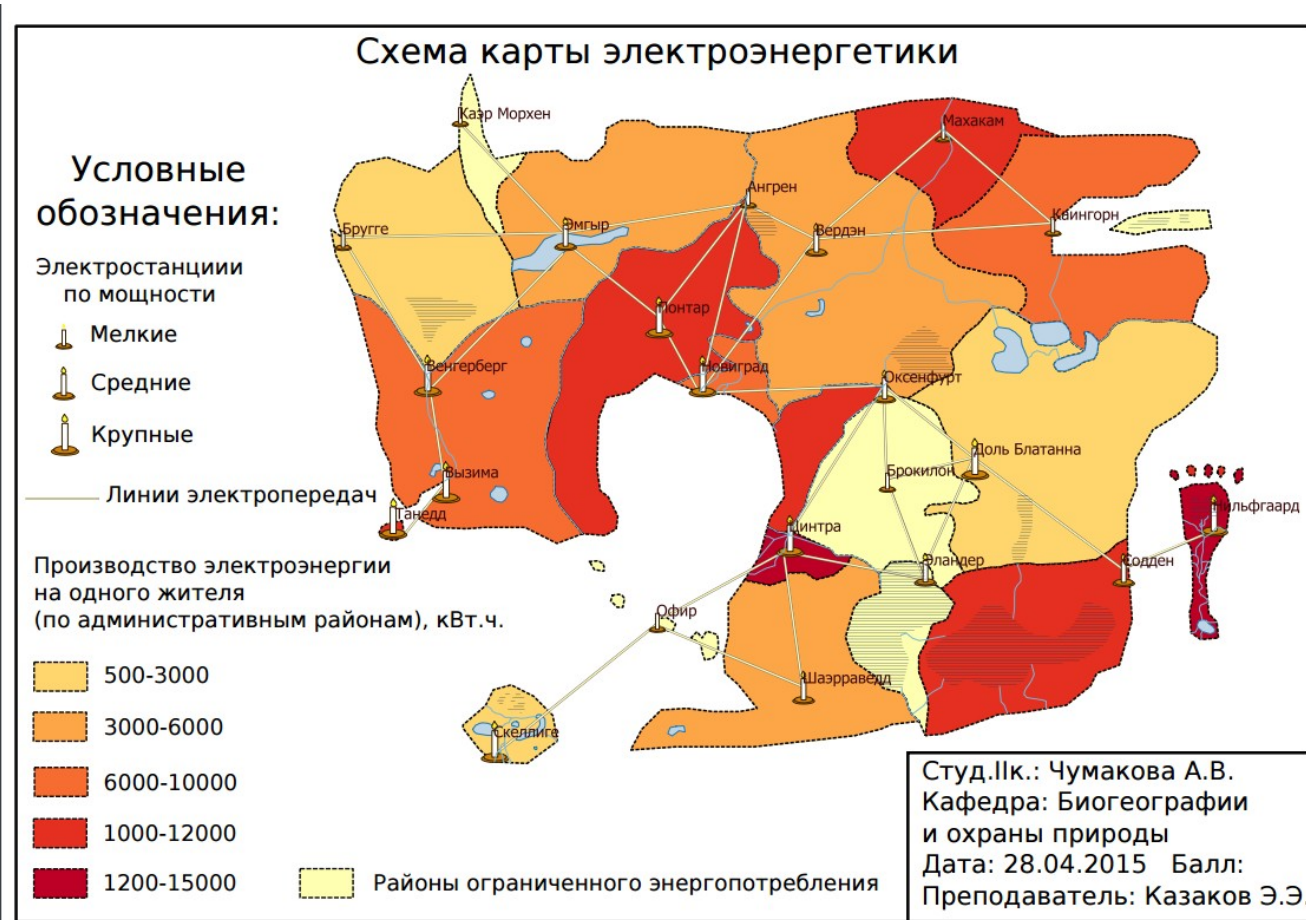 Схема карты электроэнергетики
Условные
обозначения:
Электростанциии
по мощности
Мелкие
Средние
Крупные
Линии электропередач
Производство электроэнергии
на одного жителя
(по административным районам), кВт.ч.
500-3000
3000-6000
6000-10000
1000-12000
1200-15000
Районы ограниченного энергопотребления
Каэр Морхен
Махакам
Ангрен
Бругге
Эмгыр
Вердэн
Каингорн
Понтар
Венгерберг
Новиград
Оксенфурт
Вызима
Брокилон
Доль Блатанна
Танедд
Цинтра
Нильфгаард
Эландер
Содден
Офир
Шаэрраведд
Скеллиге
Студ.IIк.: Чумакова А.В.
Кафедра: Биогеографии
и охраны природы
Дата: 28.04.2015 Балл:
Преподаватель: Казаков Э.Э.